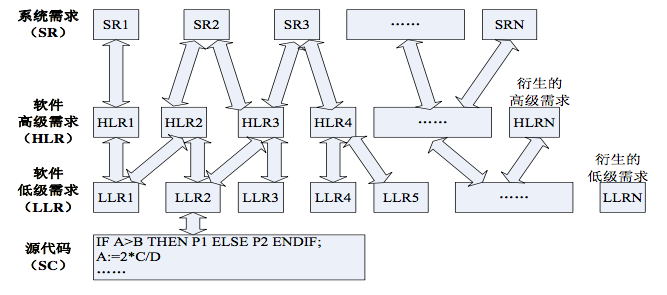 系统需求
（SR）
SR1
SR2
SR3
……
SRN
软件
高级需求
（HLR）
HLR1
HLR2
HLR3
HLR4
……
衍生的
高级需求
HLRN
软件
低级需求
（LLR）
LLR1
LLR2
LLR3
LLR4
LLR5
……
衍生的
低级需求
LLRN
源代码
（SC）
IF A>B THEN P1 ELSE P2 ENDIF;
A:=2*C/D
……